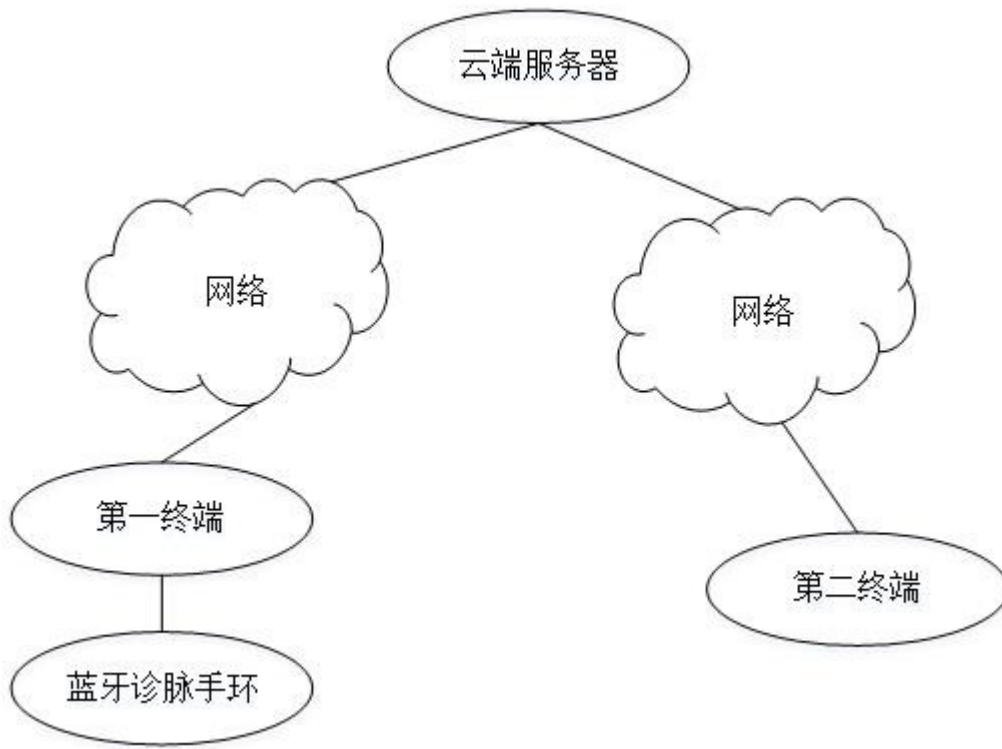 云端服务器
网络
网络
第一终端
第二终端
蓝牙诊脉手环